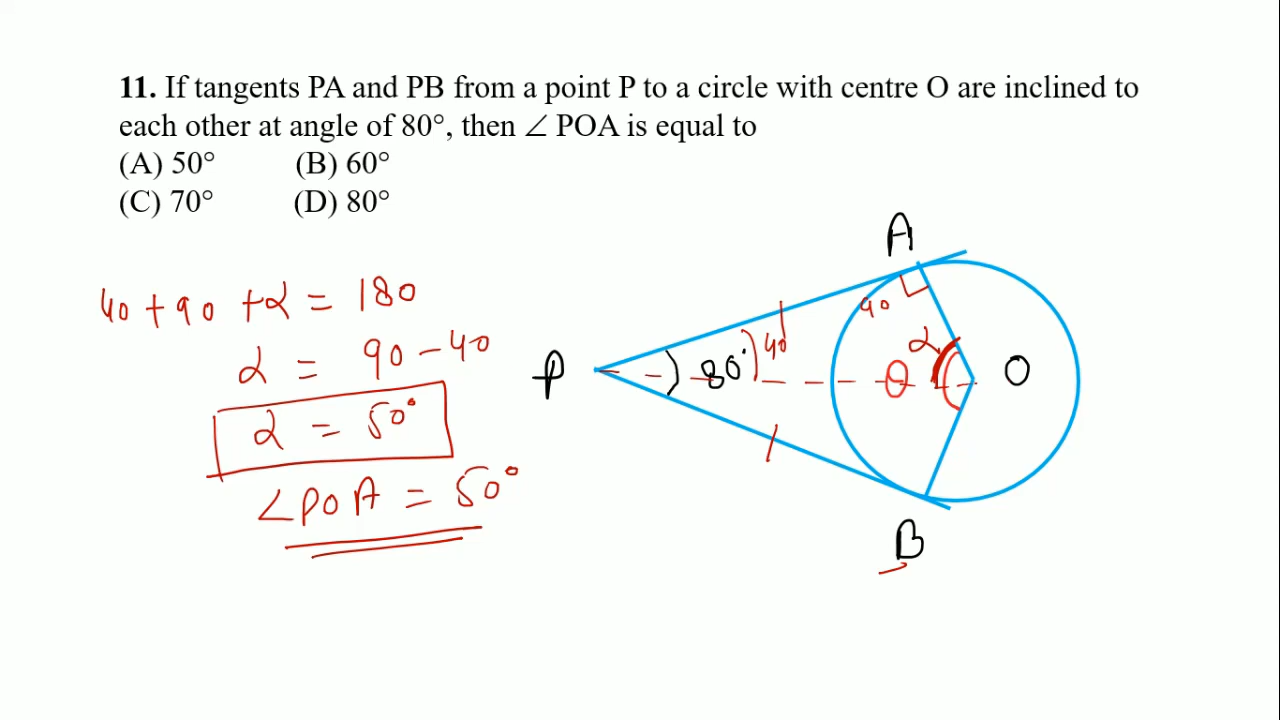 11. If tangents PA and PB from a point P to a circle with centre O are inclined to
each other at angle of 80°, then ∠ POA is equal to
(A) 50° (B) 60°
(C) 70° (D) 80°
40 + 90 + α = 180
α = 90 - 40
α = 50°
∠POA = 50°
A
90
40
α
P
80°
θ
O
B